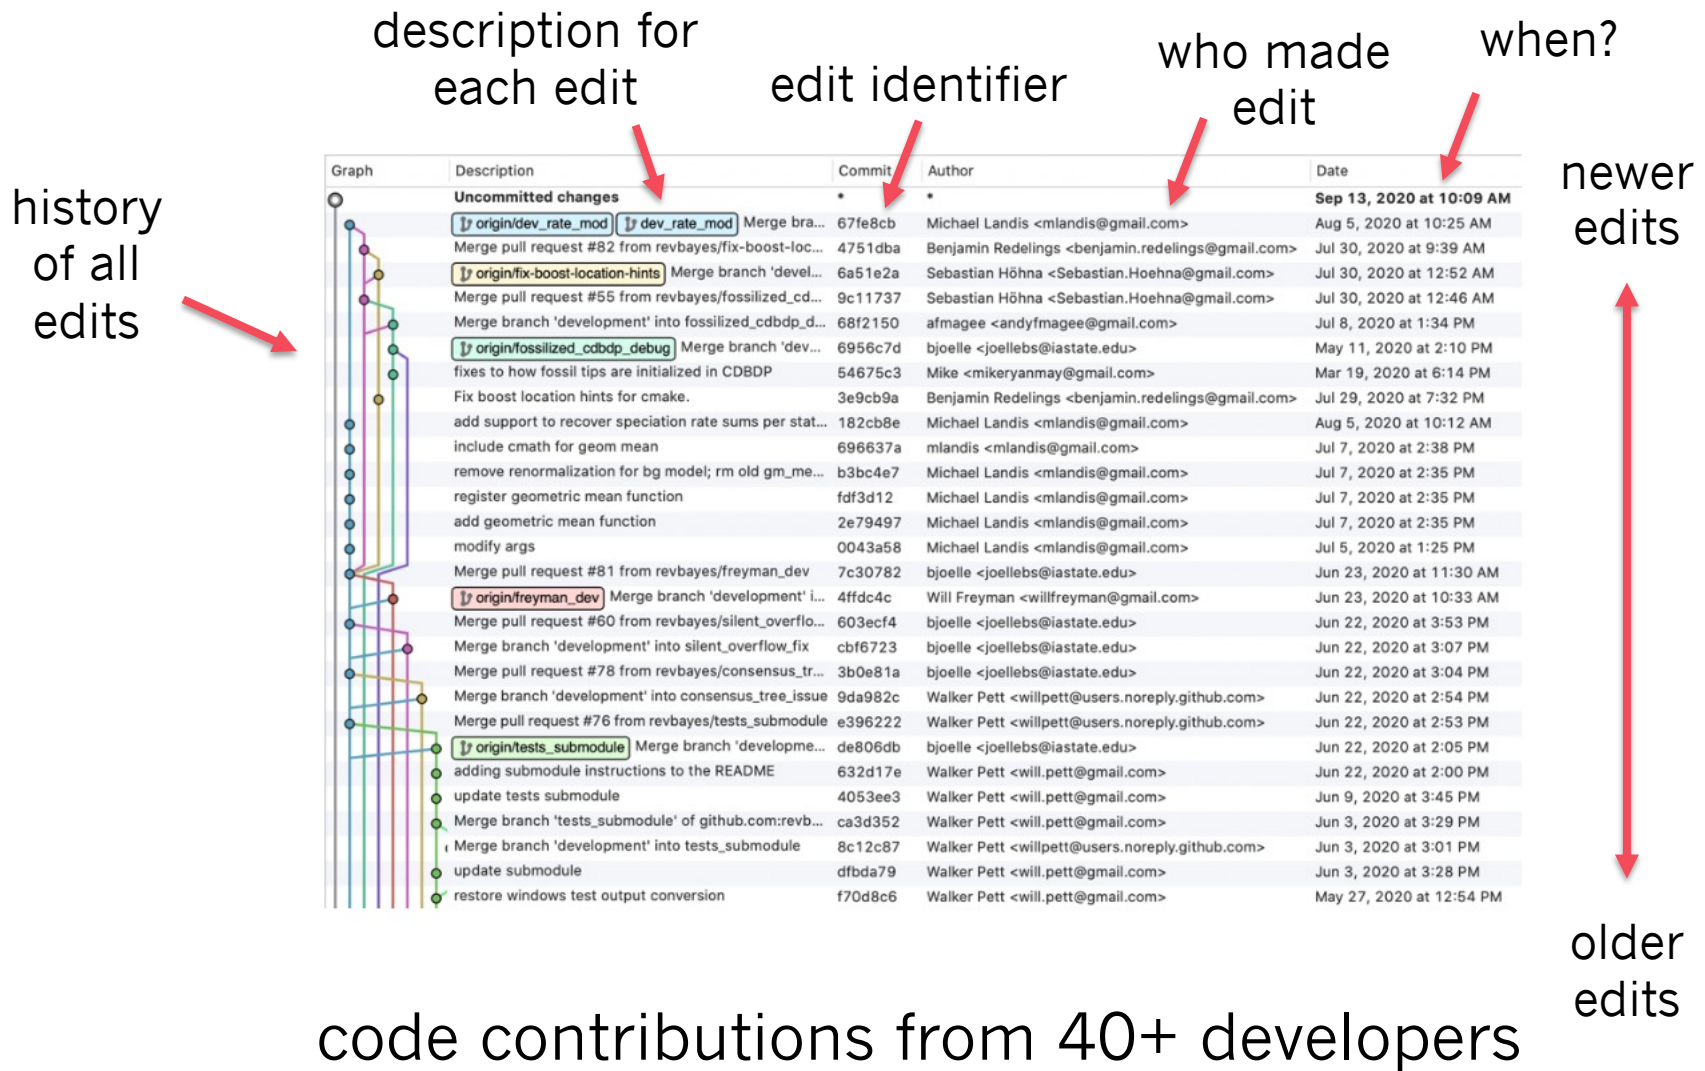 description for
each edit
edit identifier
who made
edit
when?
history
of all
edits
newer
edits
older
edits
Graph Description Commit Author Date
Uncommitted changes * * Sep 13, 2020 at 10:09 AM
origin/dev_rate_mod dev_rate_mod Merge bra... 67fe8cb Michael Landis <mlandis@gmail.com> Aug 5, 2020 at 10:25 AM
Merge pull request #82 from revbayes/fix-boost-loc... 4751dba Benjamin Redelings <benjamin.redelings@gmail.com> Jul 30, 2020 at 9:39 AM
origin/fix-boost-location-hints Merge branch 'devel... 6a51e2a Sebastian Höhna <Sebastian.Hoehna@gmail.com> Jul 30, 2020 at 12:52 AM
Merge pull request #55 from revbayes/fossilized_cd... 9c11737 Sebastian Höhna <Sebastian.Hoehna@gmail.com> Jul 30, 2020 at 12:46 AM
Merge branch 'development' into fossilized_cdbdp_d... 68f2150 afmagee <andyfmagee@gmail.com> Jul 8, 2020 at 1:34 PM
origin/fossilized_cdbdp_debug Merge branch 'dev... 6956c7d bjoelle <joellebs@iastate.edu> May 11, 2020 at 2:10 PM
fixes to how fossil tips are initialized in CDBDP 54675c3 Mike <mikeryanmay@gmail.com> Mar 19, 2020 at 6:14 PM
Fix boost location hints for cmake. 3e9cb9a Benjamin Redelings <benjamin.redelings@gmail.com> Jul 29, 2020 at 7:32 PM
add support to recover speciation rate sums per stat... 182cb8e Michael Landis <mlandis@gmail.com> Aug 5, 2020 at 10:12 AM
include cmath for geom mean 696637a mlandis <mlandis@gmail.com> Jul 7, 2020 at 2:38 PM
remove renormalization for bg model; rm old gm_me... b3bc4e7 Michael Landis <mlandis@gmail.com> Jul 7, 2020 at 2:35 PM
register geometric mean function fdf3d12 Michael Landis <mlandis@gmail.com> Jul 7, 2020 at 2:35 PM
add geometric mean function 2e79497 Michael Landis <mlandis@gmail.com> Jul 7, 2020 at 2:35 PM
modify args 0043a58 Michael Landis <mlandis@gmail.com> Jul 5, 2020 at 1:25 PM
Merge pull request #81 from revbayes/freyman_dev 7c30782 bjoelle <joellebs@iastate.edu> Jun 23, 2020 at 11:30 AM
origin/freyman_dev Merge branch 'development' i... 4ffdc4c Will Freyman <willfreyman@gmail.com> Jun 23, 2020 at 10:33 AM
Merge pull request #60 from revbayes/silent_overflo... 603ecf4 bjoelle <joellebs@iastate.edu> Jun 22, 2020 at 3:53 PM
Merge branch 'development' into silent_overflow_fix cbf6723 bjoelle <joellebs@iastate.edu> Jun 22, 2020 at 3:07 PM
Merge pull request #78 from revbayes/consensus_tr... 3b0e81a bjoelle <joellebs@iastate.edu> Jun 22, 2020 at 3:04 PM
Merge branch 'development' into consensus_tree_issue 9da982c Walker Pett <willpett@users.noreply.github.com> Jun 22, 2020 at 2:54 PM
Merge pull request #76 from revbayes/tests_submodule e396222 Walker Pett <willpett@users.noreply.github.com> Jun 22, 2020 at 2:53 PM
origin/tests_submodule Merge branch 'developme... de806db bjoelle <joellebs@iastate.edu> Jun 22, 2020 at 2:05 PM
adding submodule instructions to the README 632d17e Walker Pett <will.pett@gmail.com> Jun 22, 2020 at 2:00 PM
update tests submodule 4053ee3 Walker Pett <will.pett@gmail.com> Jun 9, 2020 at 3:45 PM
Merge branch 'tests_submodule' of github.com:revb... ca3d352 Walker Pett <will.pett@gmail.com> Jun 3, 2020 at 3:29 PM
Merge branch 'development' into tests_submodule 8c12c87 Walker Pett <willpett@users.noreply.github.com> Jun 3, 2020 at 3:01 PM
update submodule dfbda79 Walker Pett <will.pett@gmail.com> Jun 3, 2020 at 3:28 PM
restore windows test output conversion f70d8c6 Walker Pett <will.pett@gmail.com> May 27, 2020 at 12:54 PM
code contributions from 40+ developers